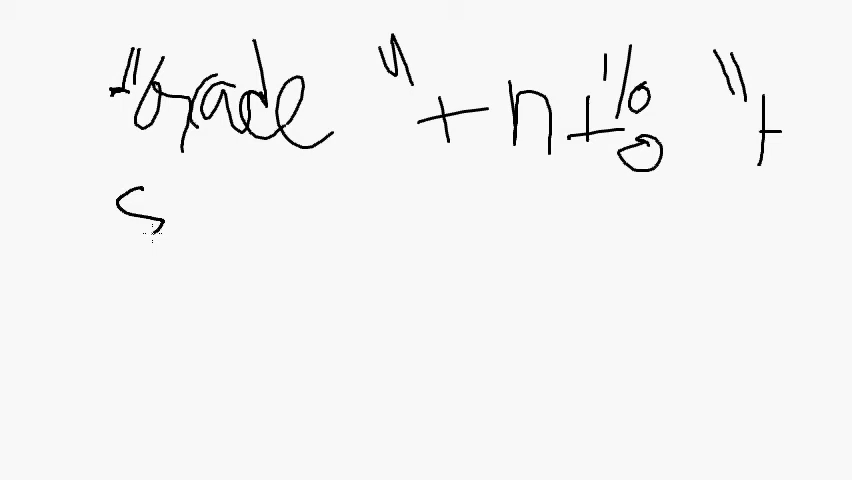 "grade " + n + "% " +
s